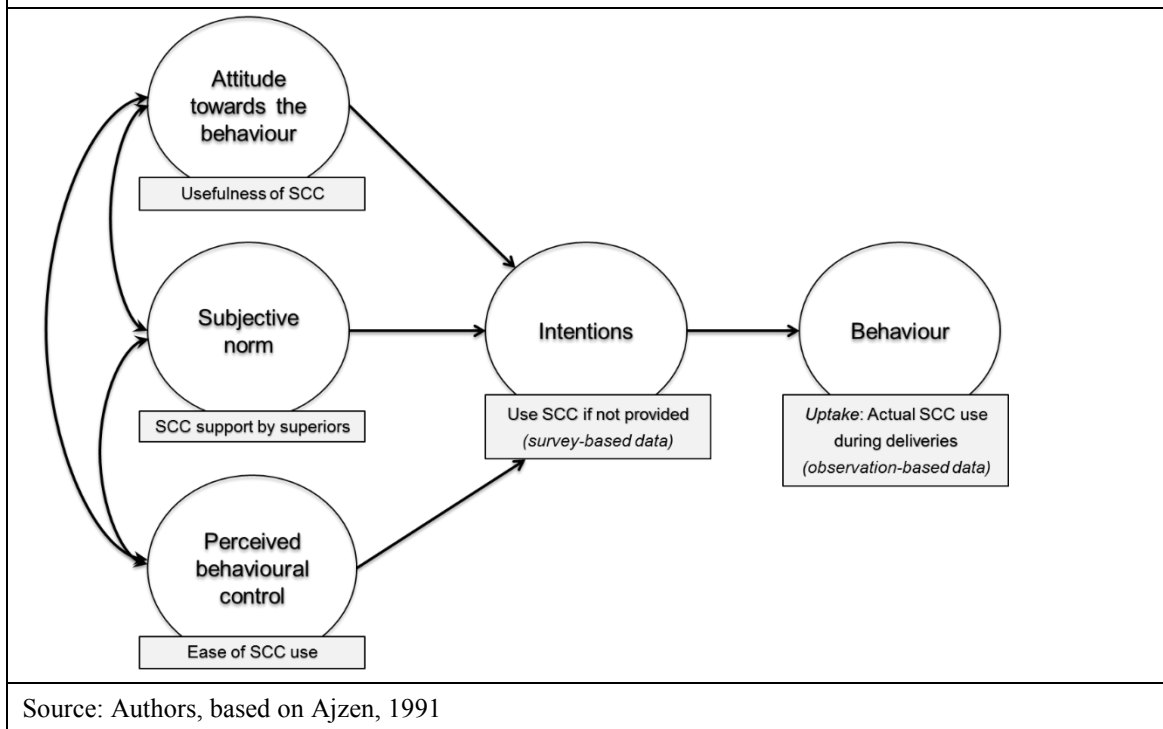 Attitude
towards the
behaviour
Usefulness of SCC
Subjective
norm
SCC support by superiors
Perceived
behavioural
control
Ease of SCC use
Intentions
Use SCC if not provided
(survey-based data)
Behaviour
Uptake: Actual SCC use
during deliveries
(observation-based data)
Source: Authors, based on Ajzen, 1991